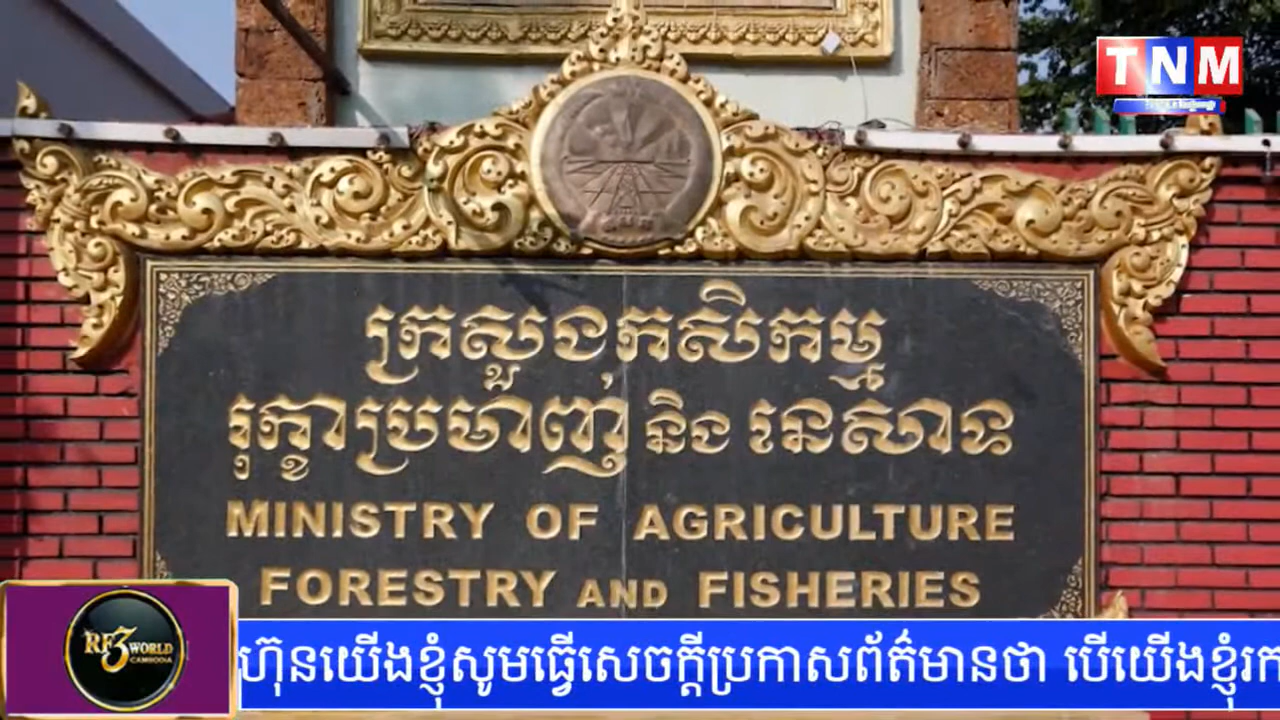 TNM
ក្រសួងកសិកម្ម
រុក្ខាប្រមាញ់ និង នេសាទ
MINISTRY OF AGRICULTURE
FORESTRY AND FISHERIES
RF3WORLD
CAMBODIA
ហ៊ុនយើងខ្ញុំសូមធ្វើសេចក្តីប្រកាសព័ត៌មានថា បើយើងខ្ញុំរក